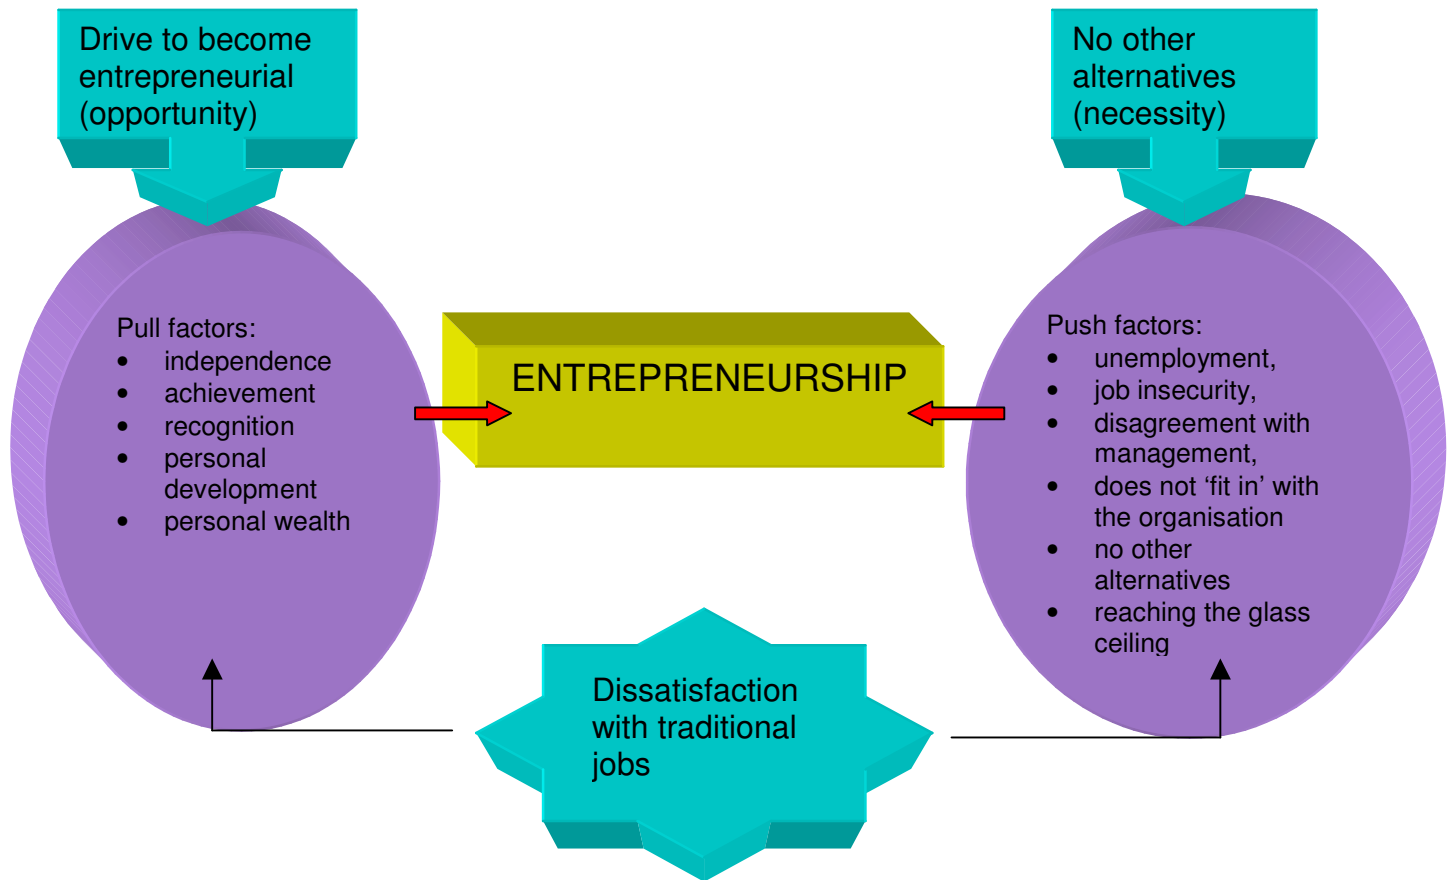 Drive to become
entrepreneurial
(opportunity)
No other
alternatives
(necessity)
Pull factors:
• independence
• achievement
• recognition
• personal
development
• personal wealth
ENTREPRENEURSHIP
Push factors:
• unemployment,
• job insecurity,
• disagreement with
management,
• does not ‘fit in’ with
the organisation
• no other
alternatives
• reaching the glass
ceiling
Dissatisfaction
with traditional
jobs